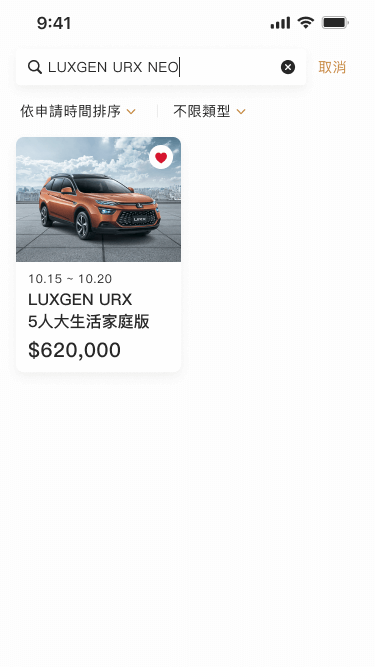 9:41
LUXGEN URX NEO
取消
依申請時間排序
不限類型
10.15 ~ 10.20
LUXGEN URX
5人大生活家庭版
$620,000